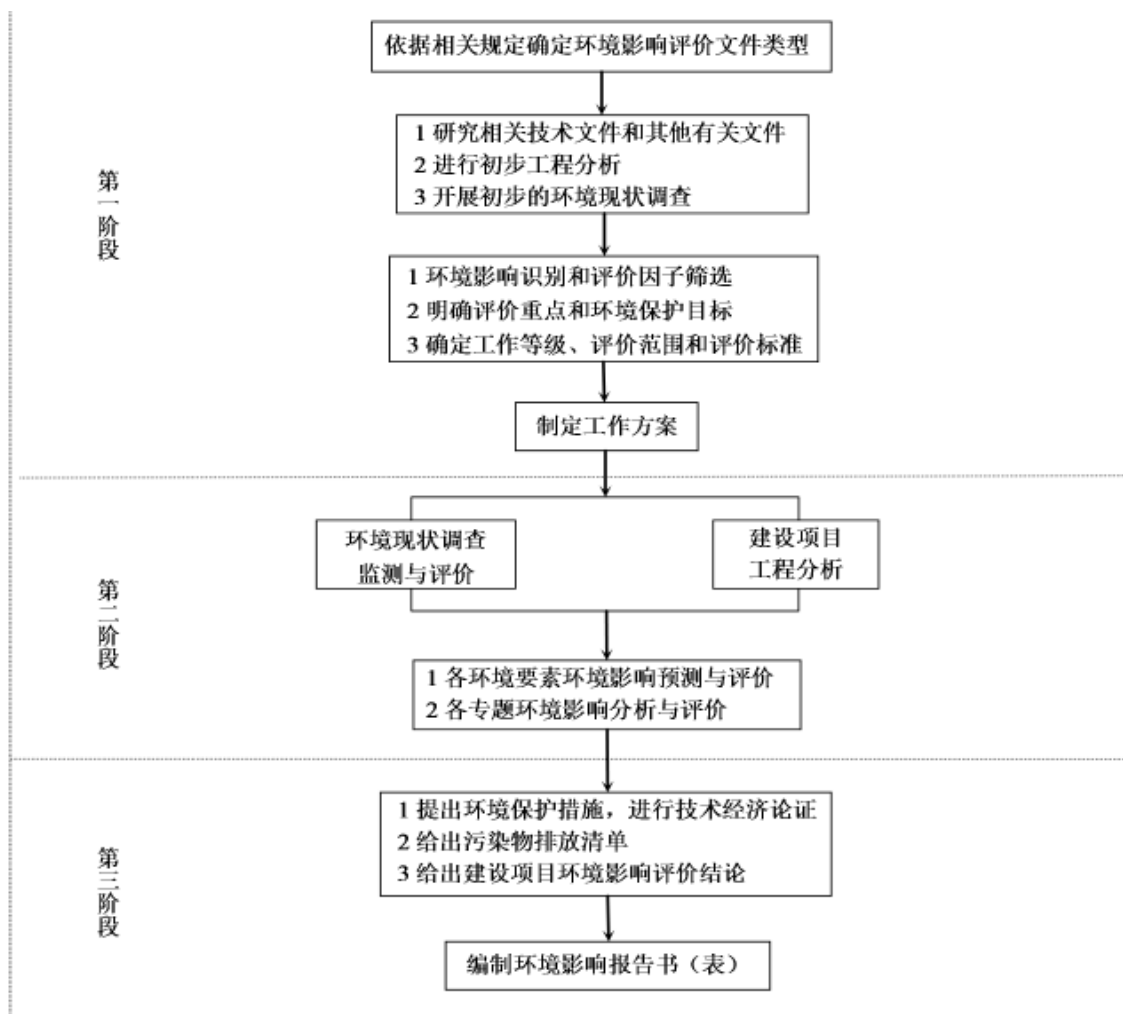 依据相关规定确定环境影响评价文件类型
第一阶段
1 研究相关技术文件和其他有关文件
2 进行初步工程分析
3 开展初步的环境现状调查
1 环境影响识别和评价因子筛选
2 明确评价重点和环境保护目标
3 确定工作等级、评价范围和评价标准
制定工作方案
第二阶段
环境现状调查
监测与评价
建设项目
工程分析
1 各环境要素环境影响预测与评价
2 各专题环境影响分析与评价
第三阶段
1 提出环境保护措施，进行技术经济论证
2 给出污染物排放清单
3 给出建设项目环境影响评价结论
编制环境影响报告书（表）